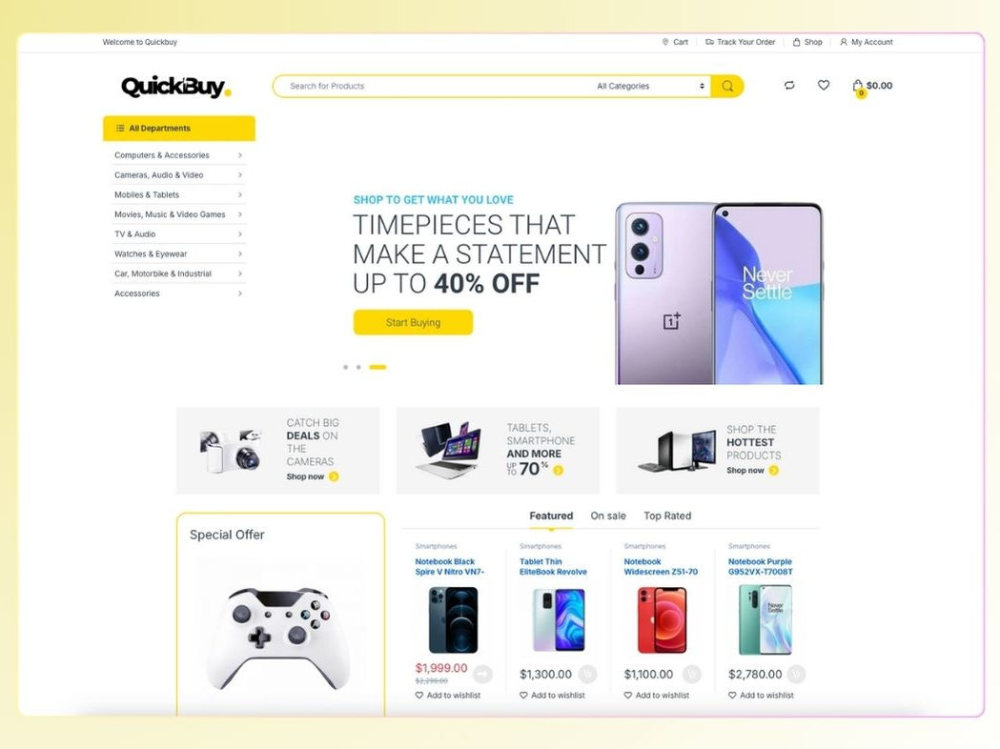 Welcome to Quickbuy
Cart
Track Your Order
Shop
My Account
QuickBuy.
Search for Products
All Categories
0
$0.00
All Departments
Computers & Accessories
Cameras, Audio & Video
Mobiles & Tablets
Movies, Music & Video Games
TV & Audio
Watches & Eyewear
Car, Motorbike & Industrial
Accessories
SHOP TO GET WHAT YOU LOVE
TIMEPIECES THAT
MAKE A STATEMENT
UP TO 40% OFF
Start Buying
Never
Settle
CATCH BIG
DEALS ON
THE
CAMERAS
Shop now
TABLETS,
SMARTPHONE
AND MORE
UP TO 70%
SHOP THE
HOTTEST
PRODUCTS
Shop now
Special Offer
Featured
On sale
Top Rated
Smartphones
Notebook Black
Spire V Nitro VN7-
$1,999.00
$2,299.00
Add to wishlist
Smartphones
Tablet Thin
EliteBook Revolve
$1,300.00
Add to wishlist
Smartphones
Notebook
Widescreen Z51-70
$1,100.00
Add to wishlist
Smartphones
Notebook Purple
G952VX-T7008T
Never
Settle
$2,780.00
Add to wishlist